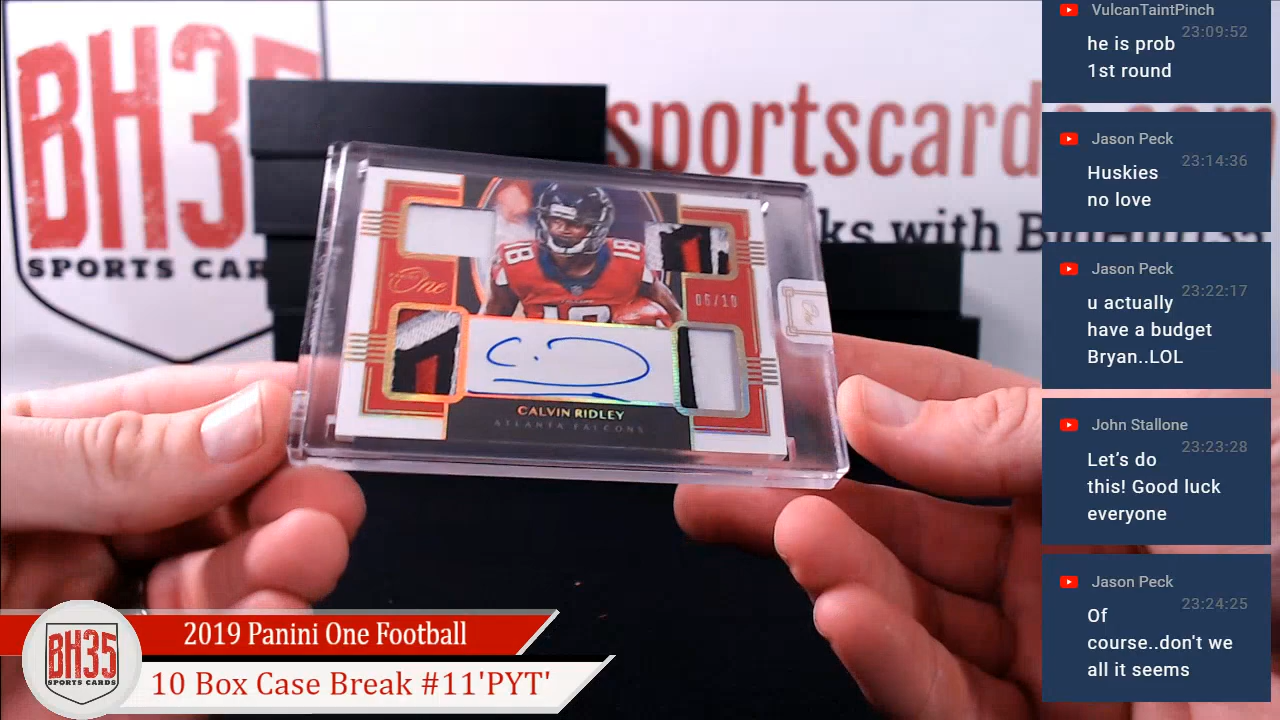 BH35
SPORTS CAR
sportscards.com
ks with B
18
18
One
06/10
CALVIN RIDLEY
ATLANTA FALCONS
VulcanTaintPinch
23:09:52
he is prob
1st round
Jason Peck
23:14:36
Huskies
no love
Jason Peck
23:22:17
u actually
have a budget
Bryan..LOL
John Stallone
23:23:28
Let's do
this! Good luck
everyone
Jason Peck
23:24:25
Of
course..don't we
all it seems
BH35
SPORTS CARDS
2019 Panini One Football
10 Box Case Break #11'PYT'